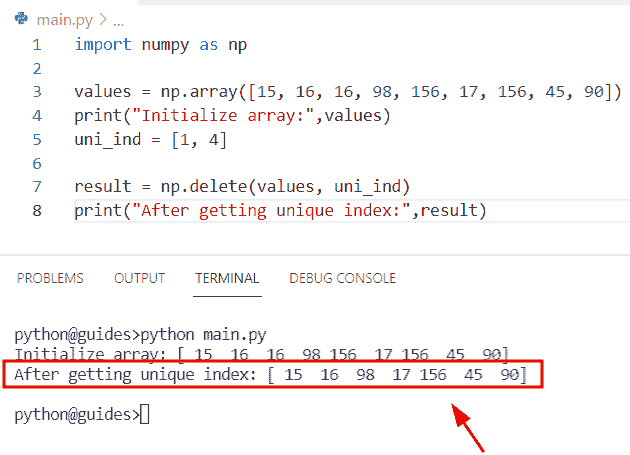 main.py > ...
1 import numpy as np
2
3 values = np.array([15, 16, 16, 98, 156, 17, 156, 45, 90])
4 print("Initialize array:",values)
5 uni_ind = [1, 4]
6
7 result = np.delete(values, uni_ind)
8 print("After getting unique index:",result)
PROBLEMS OUTPUT TERMINAL DEBUG CONSOLE
python@guides>python main.py
Initialize array: [ 15  16  16  98 156  17 156  45  90]
After getting unique index: [ 15  16  98  17 156  45  90]
python@guides>